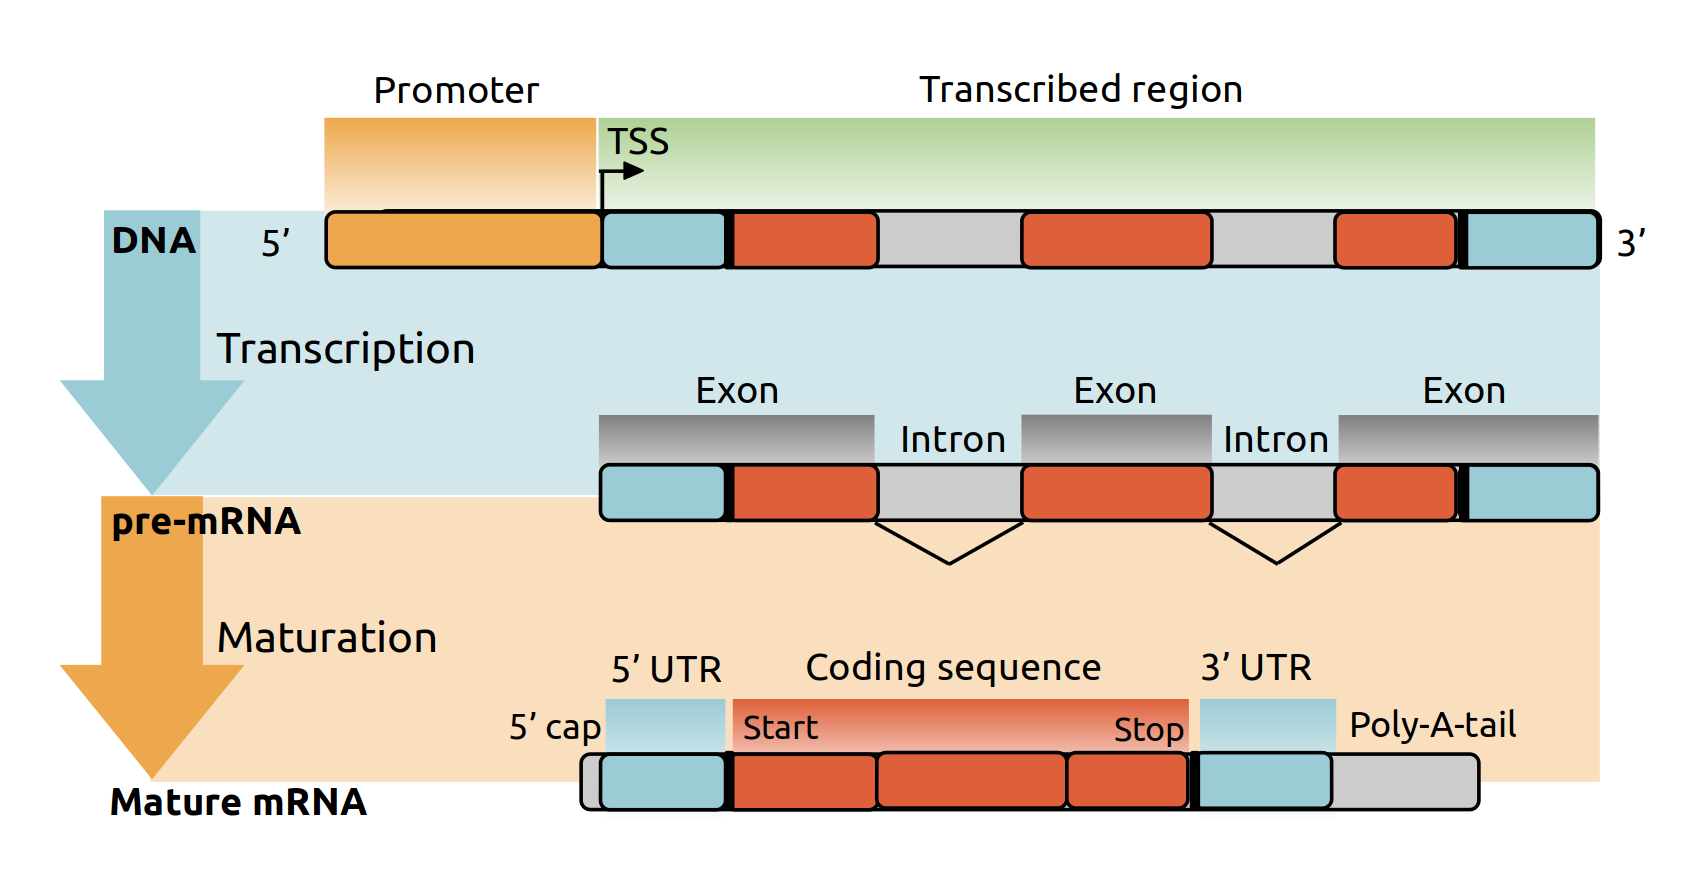 Promoter
Transcribed region
TSS
DNA
5’
3’
Transcription
Exon
Exon
Exon
Intron
Intron
pre-mRNA
Maturation
5’ UTR
Coding sequence
3’ UTR
5’ cap
Start
Stop
Poly-A-tail
Mature mRNA